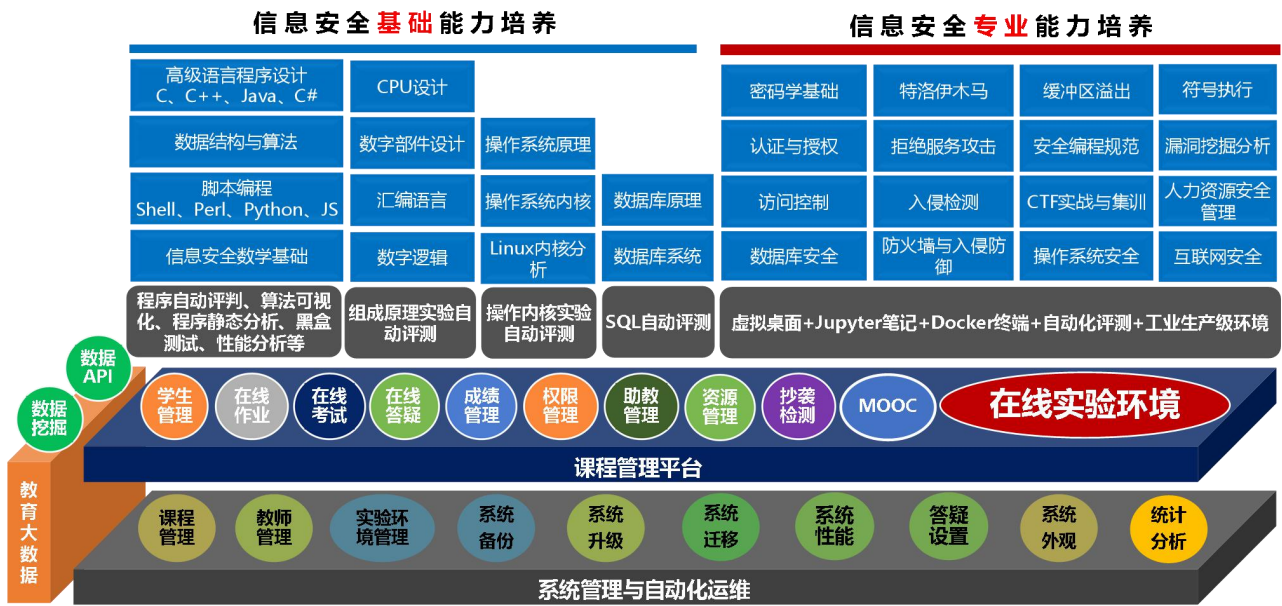 信息安全基础能力培养
信息安全专业能力培养
高级语言程序设计
C、C++、Java、C#
CPU设计
密码学基础
特洛伊木马
缓冲区溢出
符号执行
数据结构与算法
数字部件设计
操作系统原理
认证与授权
拒绝服务攻击
安全编程规范
漏洞挖掘分析
脚本编程
Shell、Perl、Python、JS
汇编语言
操作系统内核
数据库原理
访问控制
入侵检测
CTF实战与集训
人力资源安全
管理
信息安全数学基础
数字逻辑
Linux内核分
析
数据库系统
数据库安全
防火墙与入侵防
御
操作系统安全
互联网安全
程序自动评判、算法可视
化、程序静态分析、黑盒
测试、性能分析等
组成原理实验自
动评测
操作内核实验
自动评测
SQL自动评测
虚拟桌面+Jupyter笔记+Docker终端+自动化评测+工业生产级环境
数据
API
数据
挖掘
学生
管理
在线
作业
在线
考试
在线
答疑
成绩
管理
权限
管理
助教
管理
资源
管理
抄袭
检测
MOOC
在线实验环境
课程管理平台
教育大数据
课程
管理
教师
管理
实验环
境管理
系统
备份
系统
升级
系统
迁移
系统
性能
答疑
设置
系统
外观
统计
分析
系统管理与自动化运维